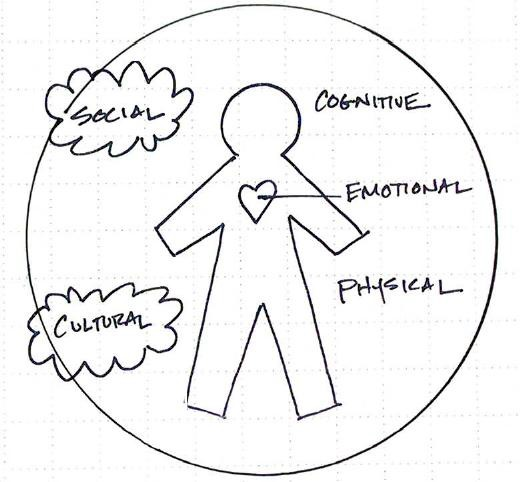 SOCIAL
COGNITIVE
EMOTIONAL
CULTURAL
PHYSICAL